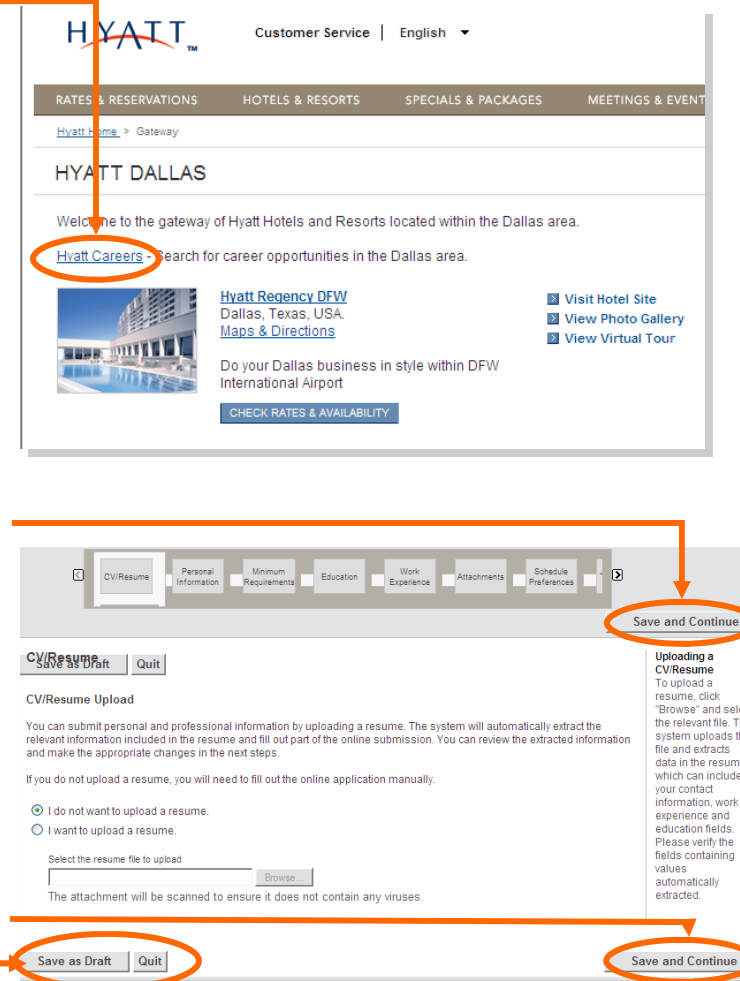 HYATT TM
Customer Service | English
RATES & RESERVATIONS HOTELS & RESORTS SPECIALS & PACKAGES MEETINGS & EVENT
Hyatt Home > Gateway
HYATT DALLAS
Welcome to the gateway of Hyatt Hotels and Resorts located within the Dallas area.
Hyatt Careers - Search for career opportunities in the Dallas area.
Hyatt Regency DFW
Dallas, Texas, USA.
Maps & Directions
Do your Dallas business in style within DFW
International Airport
CHECK RATES & AVAILABILITY
Visit Hotel Site
View Photo Gallery
View Virtual Tour
CV/Resume
Personal
Information
Minimum
Requirements
Education
Work
Experience
Attachments
Schedule
Preferences
Save and Continue
CV/Resume
Save as Draft Quit
CV/Resume Upload
You can submit personal and professional information by uploading a resume. The system will automatically extract the
relevant information included in the resume and fill out part of the online submission. You can review the extracted information
and make the appropriate changes in the next steps.
If you do not upload a resume, you will need to fill out the online application manually.
I do not want to upload a resume.
I want to upload a resume.
Select the resume file to upload
Browse...
The attachment will be scanned to ensure it does not contain any viruses.
Uploading a
CV/Resume
To upload a
resume, click
"Browse" and sele
the relevant file. T
system uploads th
file and extracts
data in the resum
which can include
your contact
information, work
experience and
education fields.
Please verify the
fields containing
values
automatically
extracted.
Save as Draft Quit
Save and Continue